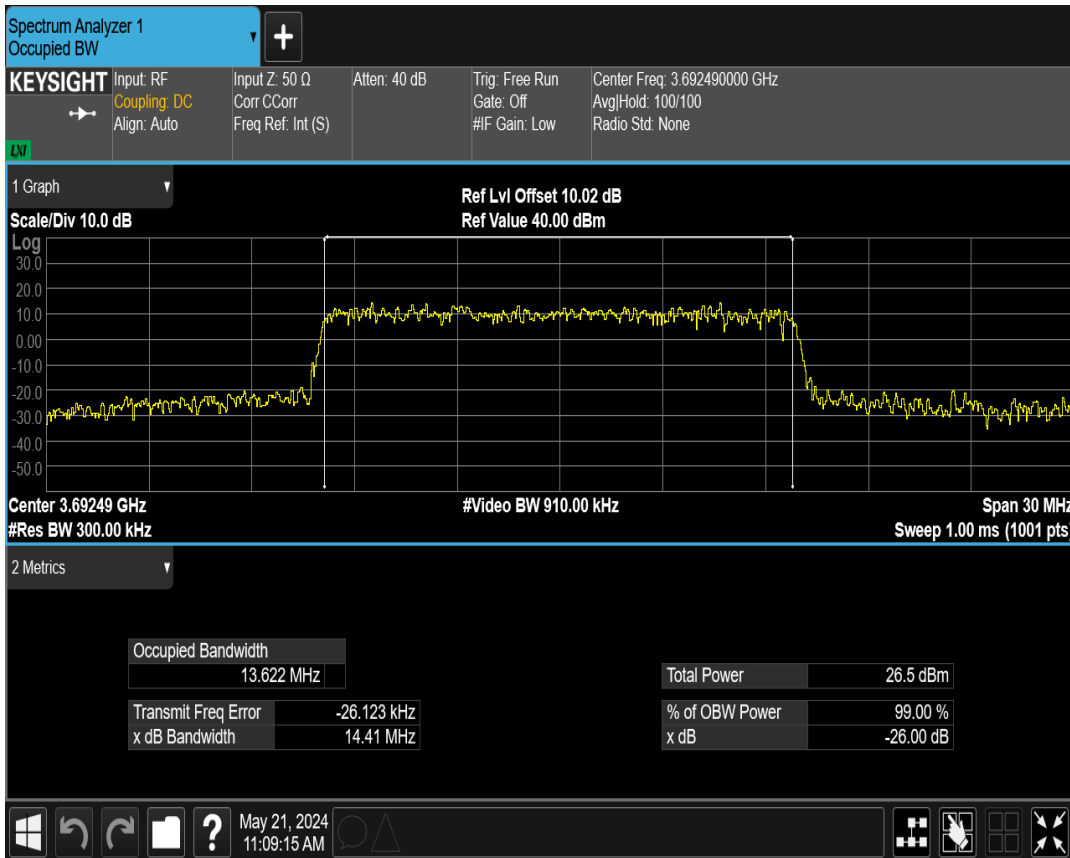 Spectrum Analyzer 1
Occupied BW
KEYSIGHT
Input: RF
Coupling: DC
Align: Auto
Input Z: 50 Ω
Corr CCorr
Freq Ref: Int (S)
Atten: 40 dB
Trig: Free Run
Gate: Off
#IF Gain: Low
Center Freq: 3.692490000 GHz
Avg|Hold: 100/100
Radio Std: None
LXI
1 Graph
Ref Lvl Offset 10.02 dB
Scale/Div 10.0 dB
Ref Value 40.00 dBm
Log
30.0
20.0
10.0
0.00
-10.0
-20.0
-30.0
-40.0
-50.0
Center 3.69249 GHz
#Video BW 910.00 kHz
Span 30 MHz
#Res BW 300.00 kHz
Sweep 1.00 ms (1001 pts)
2 Metrics
Occupied Bandwidth
13.622 MHz
Total Power 26.5 dBm
Transmit Freq Error -26.123 kHz
% of OBW Power 99.00 %
x dB Bandwidth 14.41 MHz
x dB -26.00 dB
?
May 21, 2024
11:09:15 AM